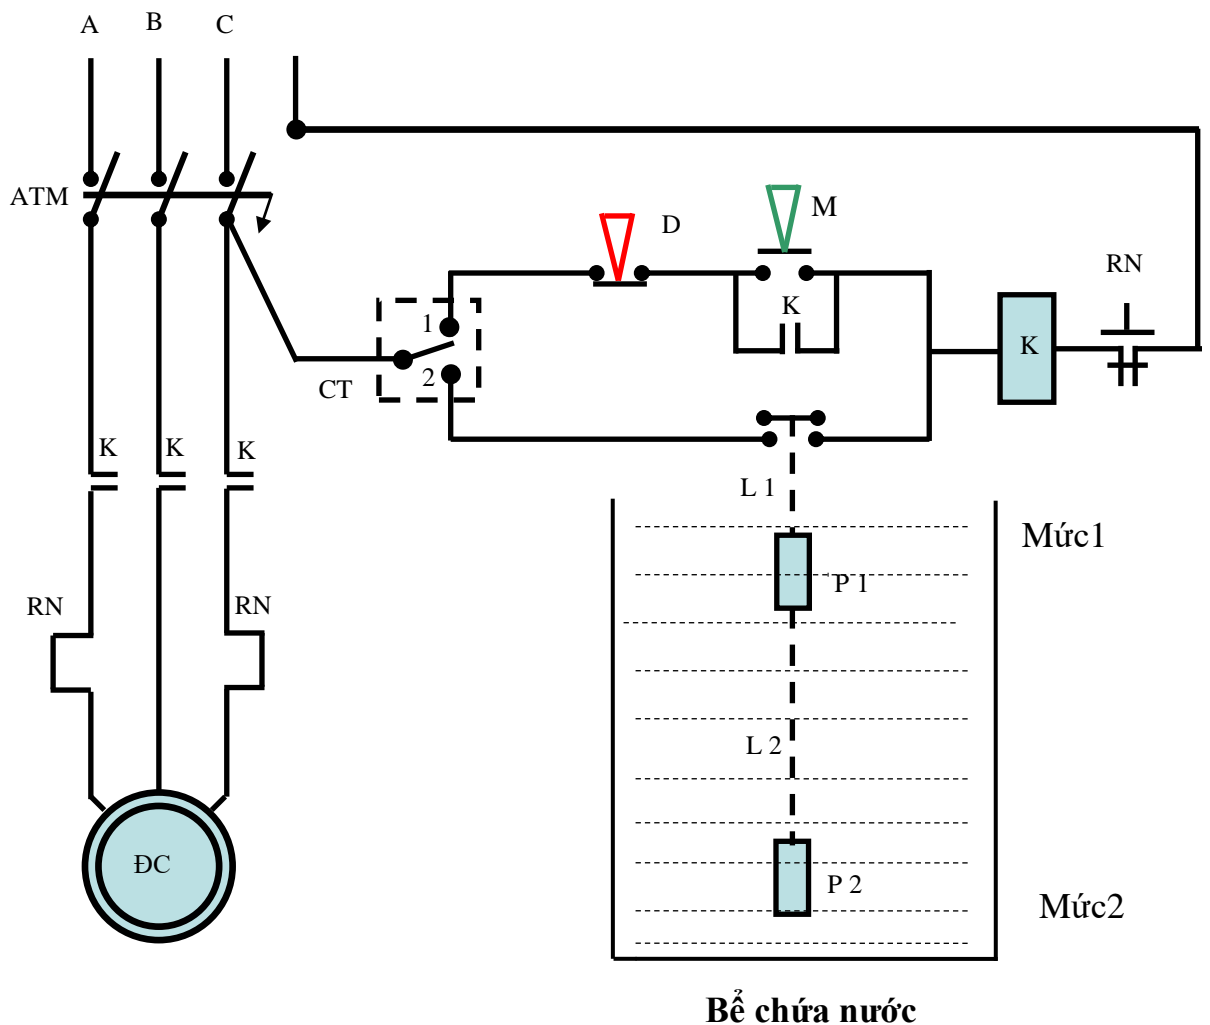 A B C
ATM
D
M
RN
K
K
1
2
CT
K K K
L 1
Mức1
P 1
RN RN
L 2
ĐC
P 2
Mức2
Bể chứa nước